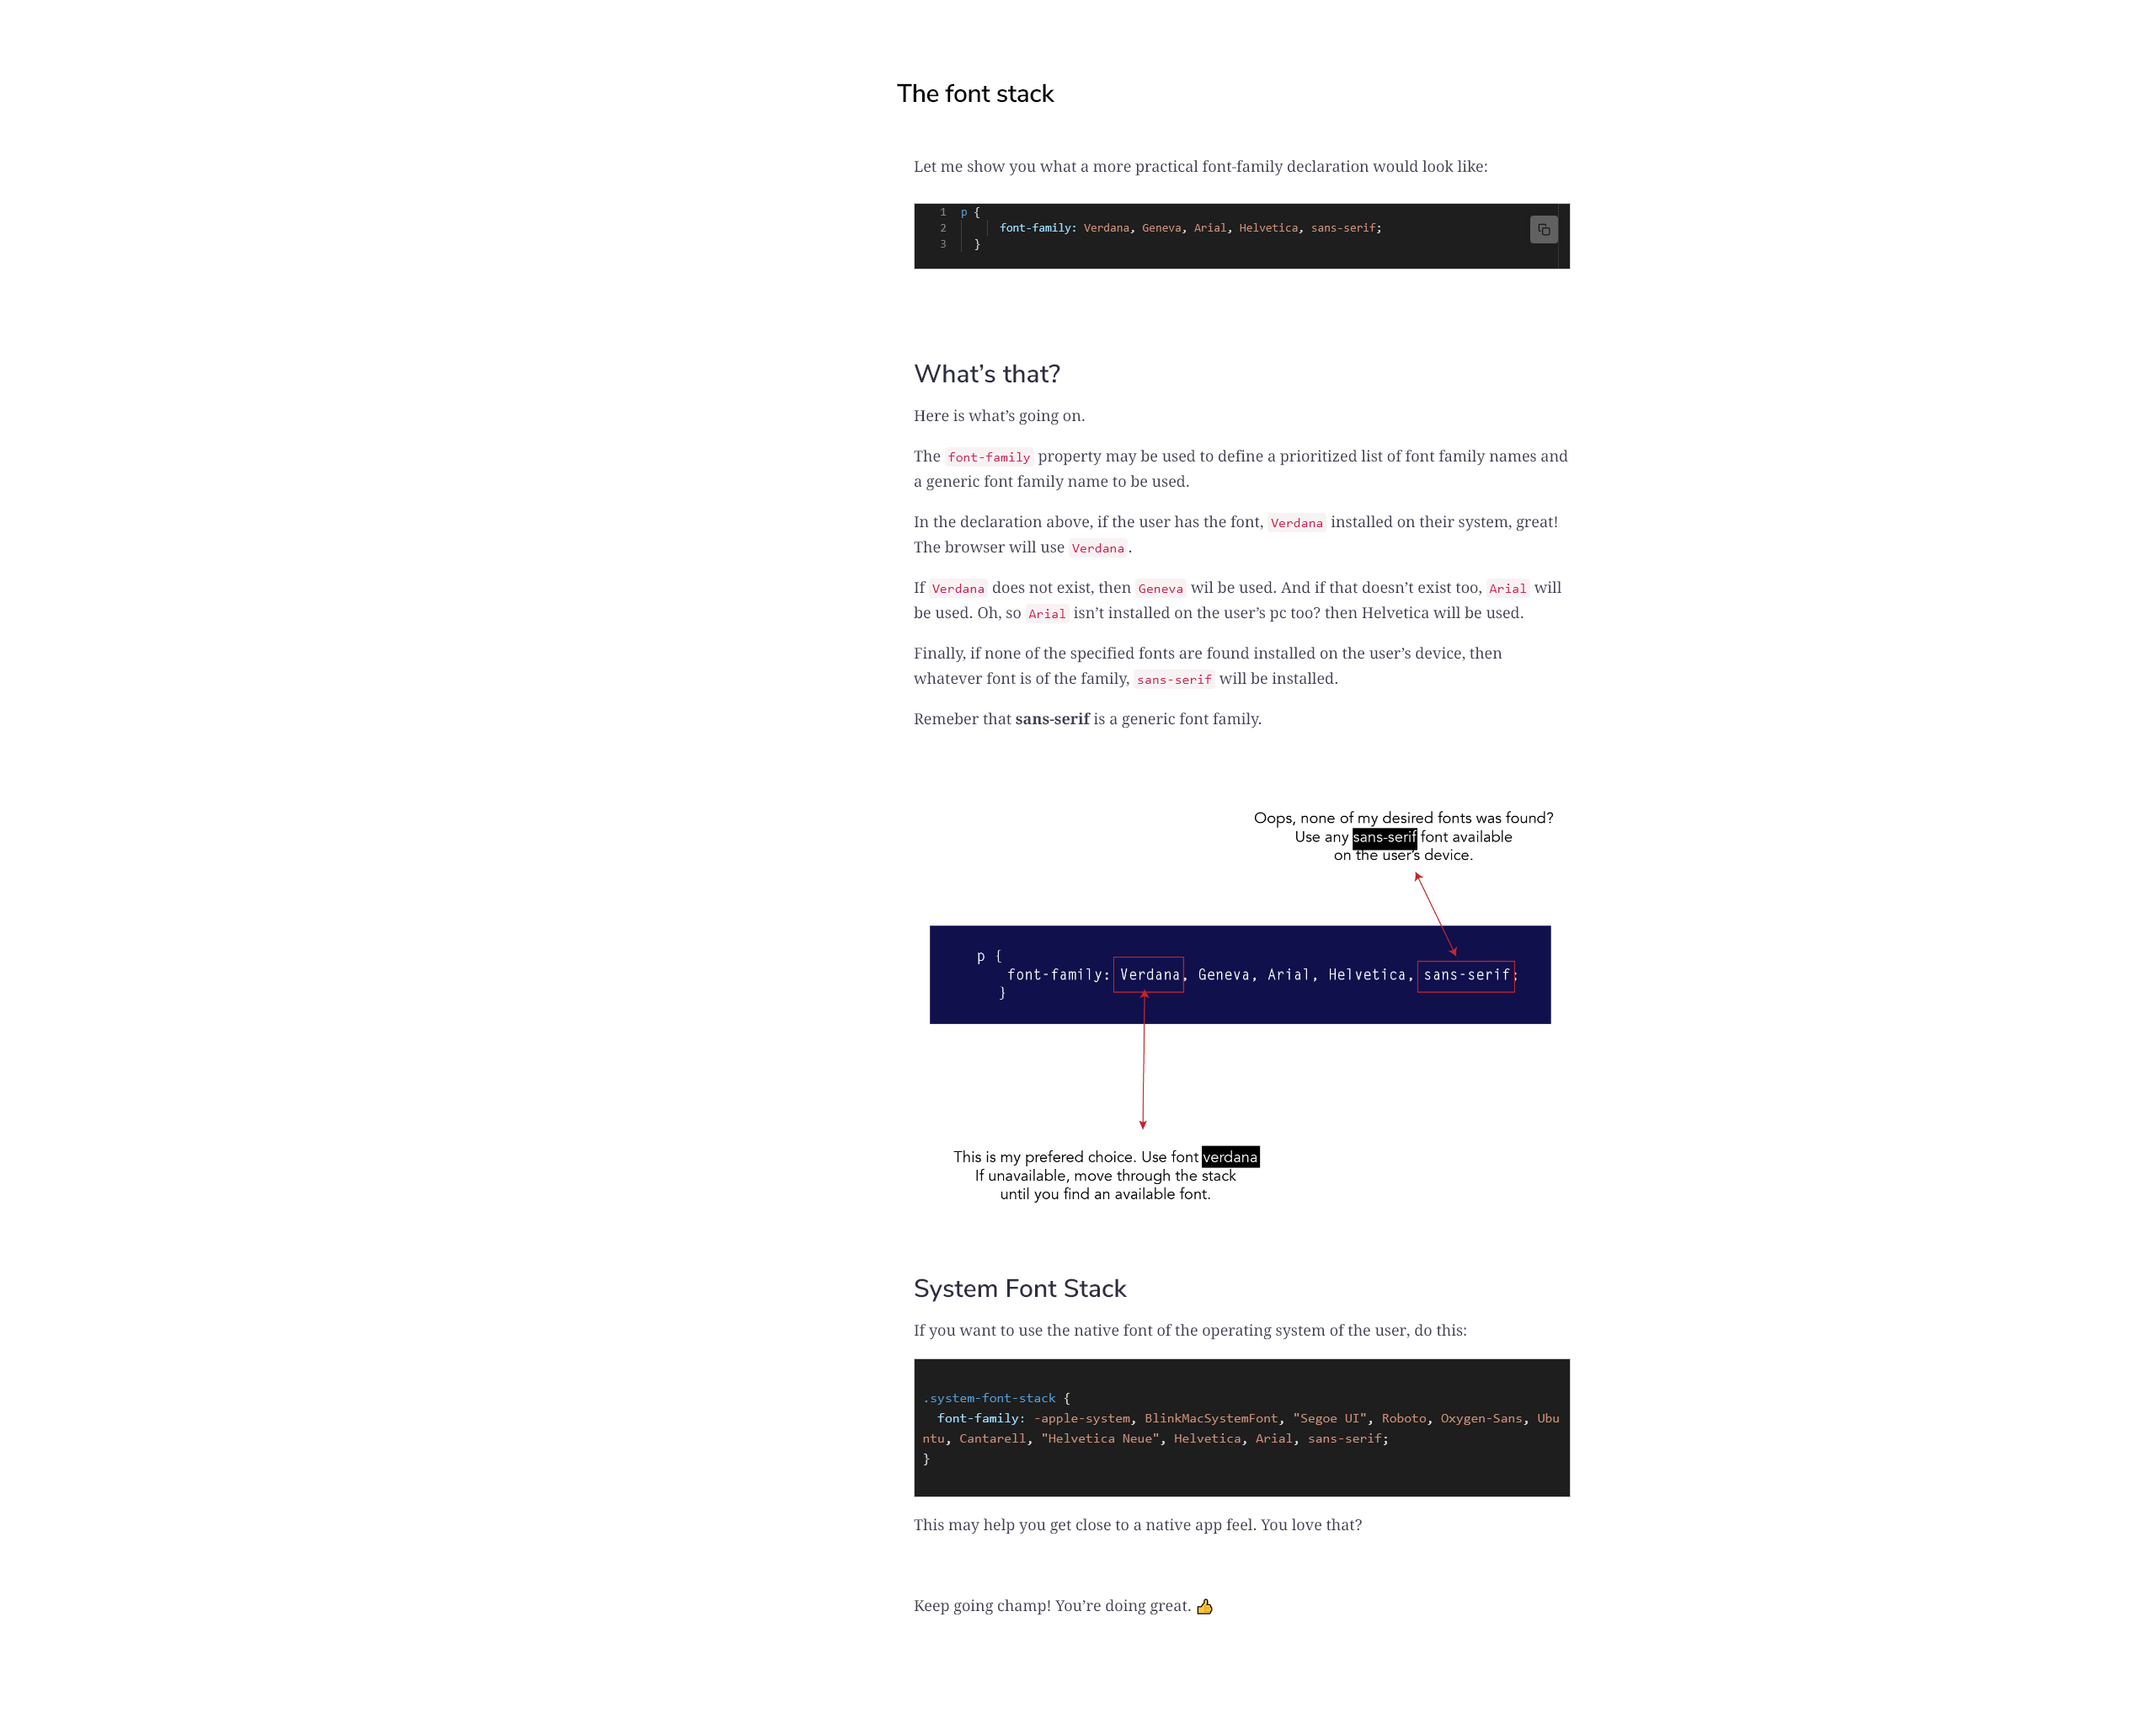 The font stack
Let me show you what a more practical font-family declaration would look like:
1 p {
2 font-family: Verdana, Geneva, Arial, Helvetica, sans-serif;
3 }
What’s that?
Here is what’s going on.
The font-family property may be used to define a prioritized list of font family names and
a generic font family name to be used.
In the declaration above, if the user has the font, Verdana installed on their system, great!
The browser will use Verdana.
If Verdana does not exist, then Geneva wil be used. And if that doesn’t exist too, Arial will
be used. Oh, so Arial isn’t installed on the user’s pc too? then Helvetica will be used.
Finally, if none of the specified fonts are found installed on the user’s device, then
whatever font is of the family, sans-serif will be installed.
Remeber that sans-serif is a generic font family.
Oops, none of my desired fonts was found?
Use any sans-serif font available
on the user’s device.
p {
font-family: Verdana, Geneva, Arial, Helvetica, sans-serif;
}
This is my prefered choice. Use font verdana
If unavailable, move through the stack
until you find an available font.
System Font Stack
If you want to use the native font of the operating system of the user, do this:
.system-font-stack {
font-family: -apple-system, BlinkMacSystemFont, "Segoe UI", Roboto, Oxygen-Sans, Ubu
ntu, Cantarell, "Helvetica Neue", Helvetica, Arial, sans-serif;
}
This may help you get close to a native app feel. You love that?
Keep going champ! You’re doing great. 👍